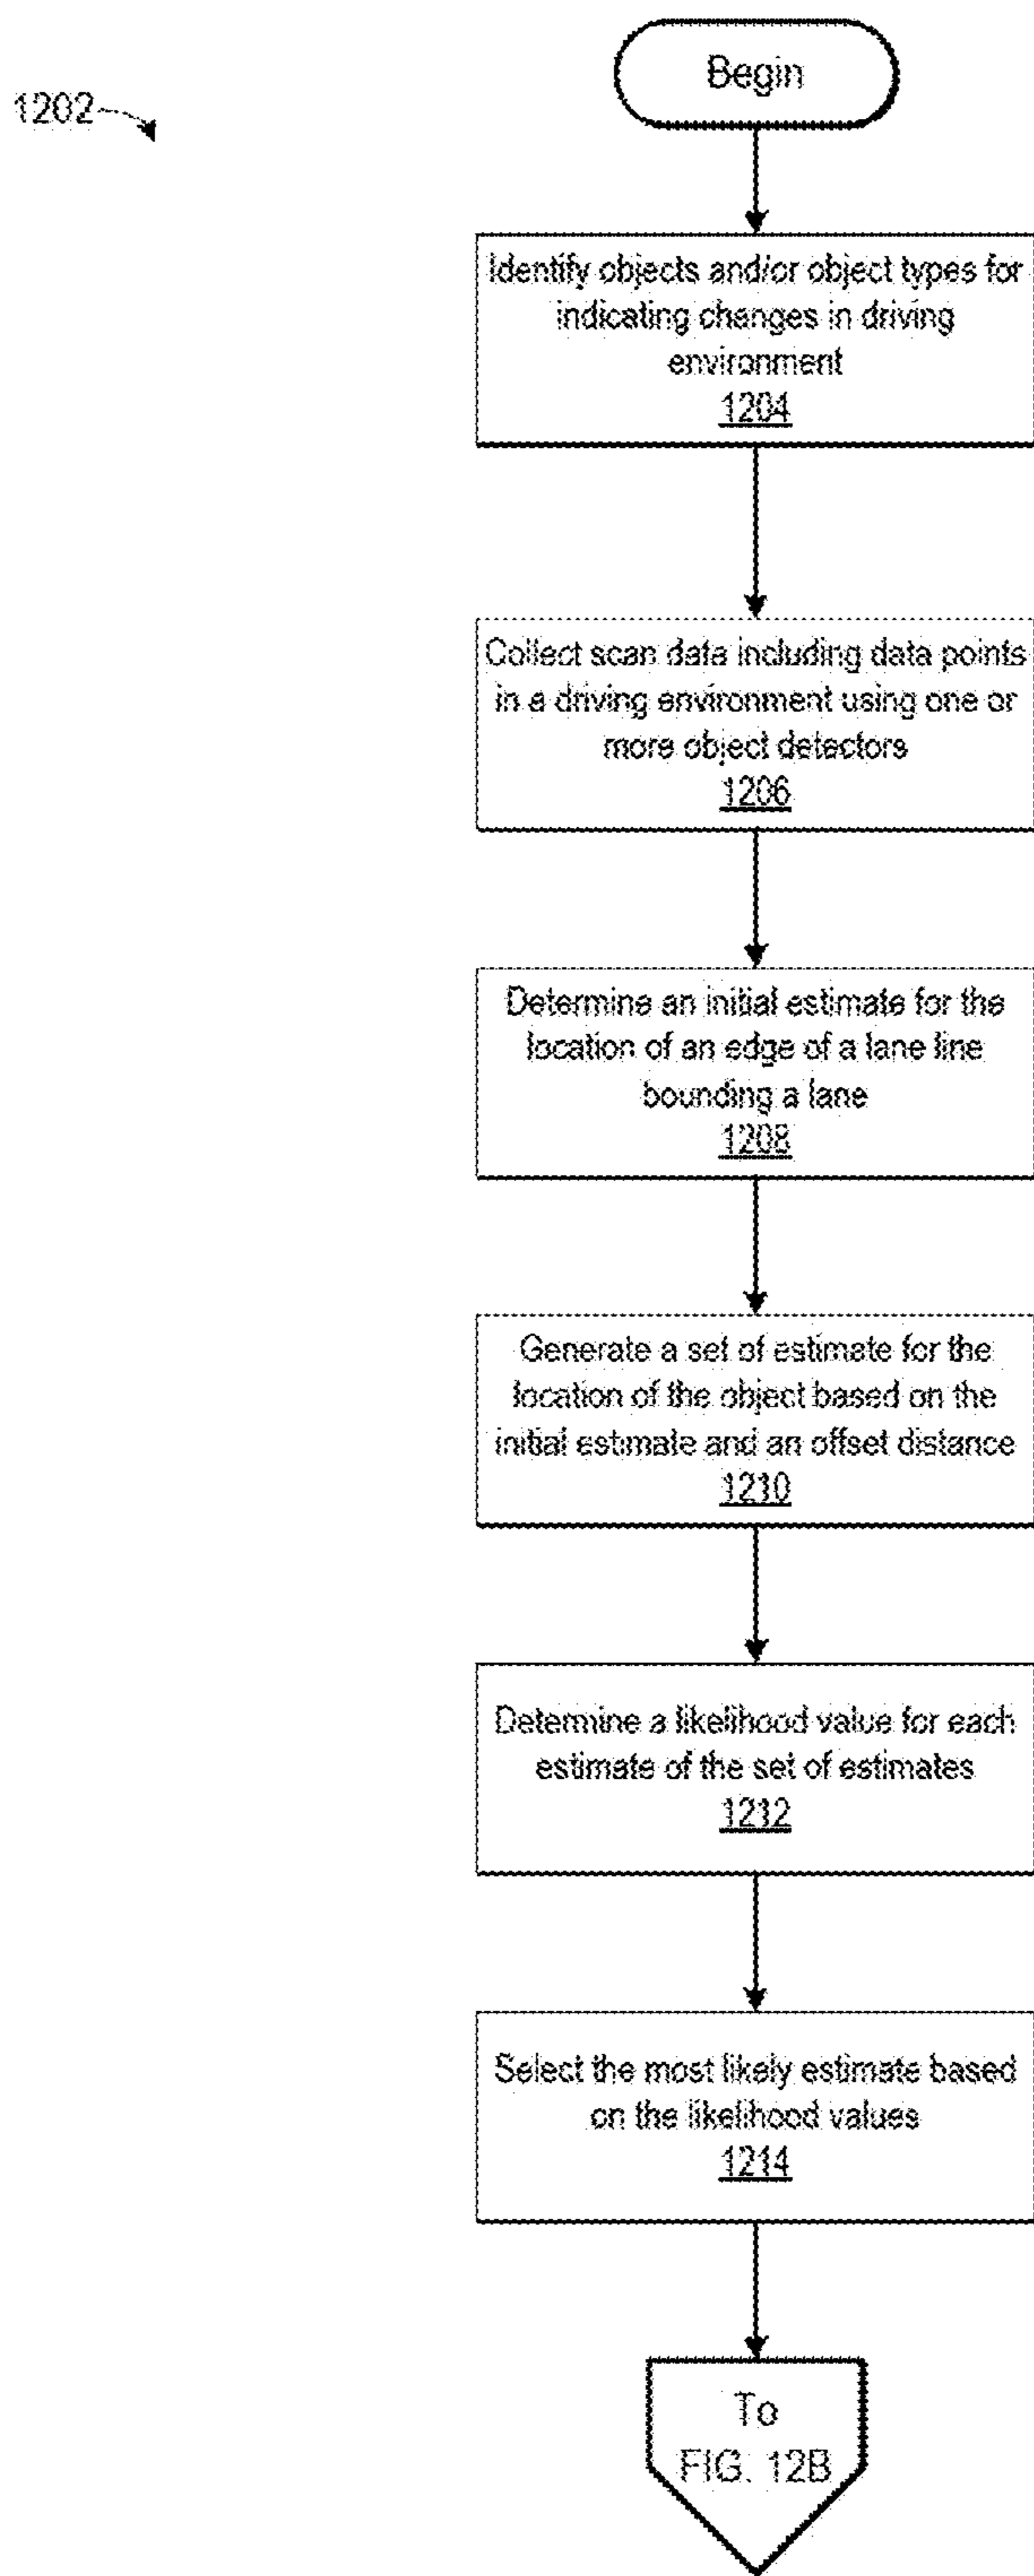 Begin
1202
Identify objects and/or object types for
indicating changes in driving
environment
1204
Collect scan data including data points
in a driving environment using one or
more object detectors
1206
Determine an initial estimate for the
location of an edge of a lane line
bounding a lane
1208
Generate a set of estimate for the
location of the object based on the
initial estimate and an offset distance
1210
Determine a likelihood value for each
estimate of the set of estimates
1212
Select the most likely estimate based
on the likelihood values
1214
To
FIG. 12B